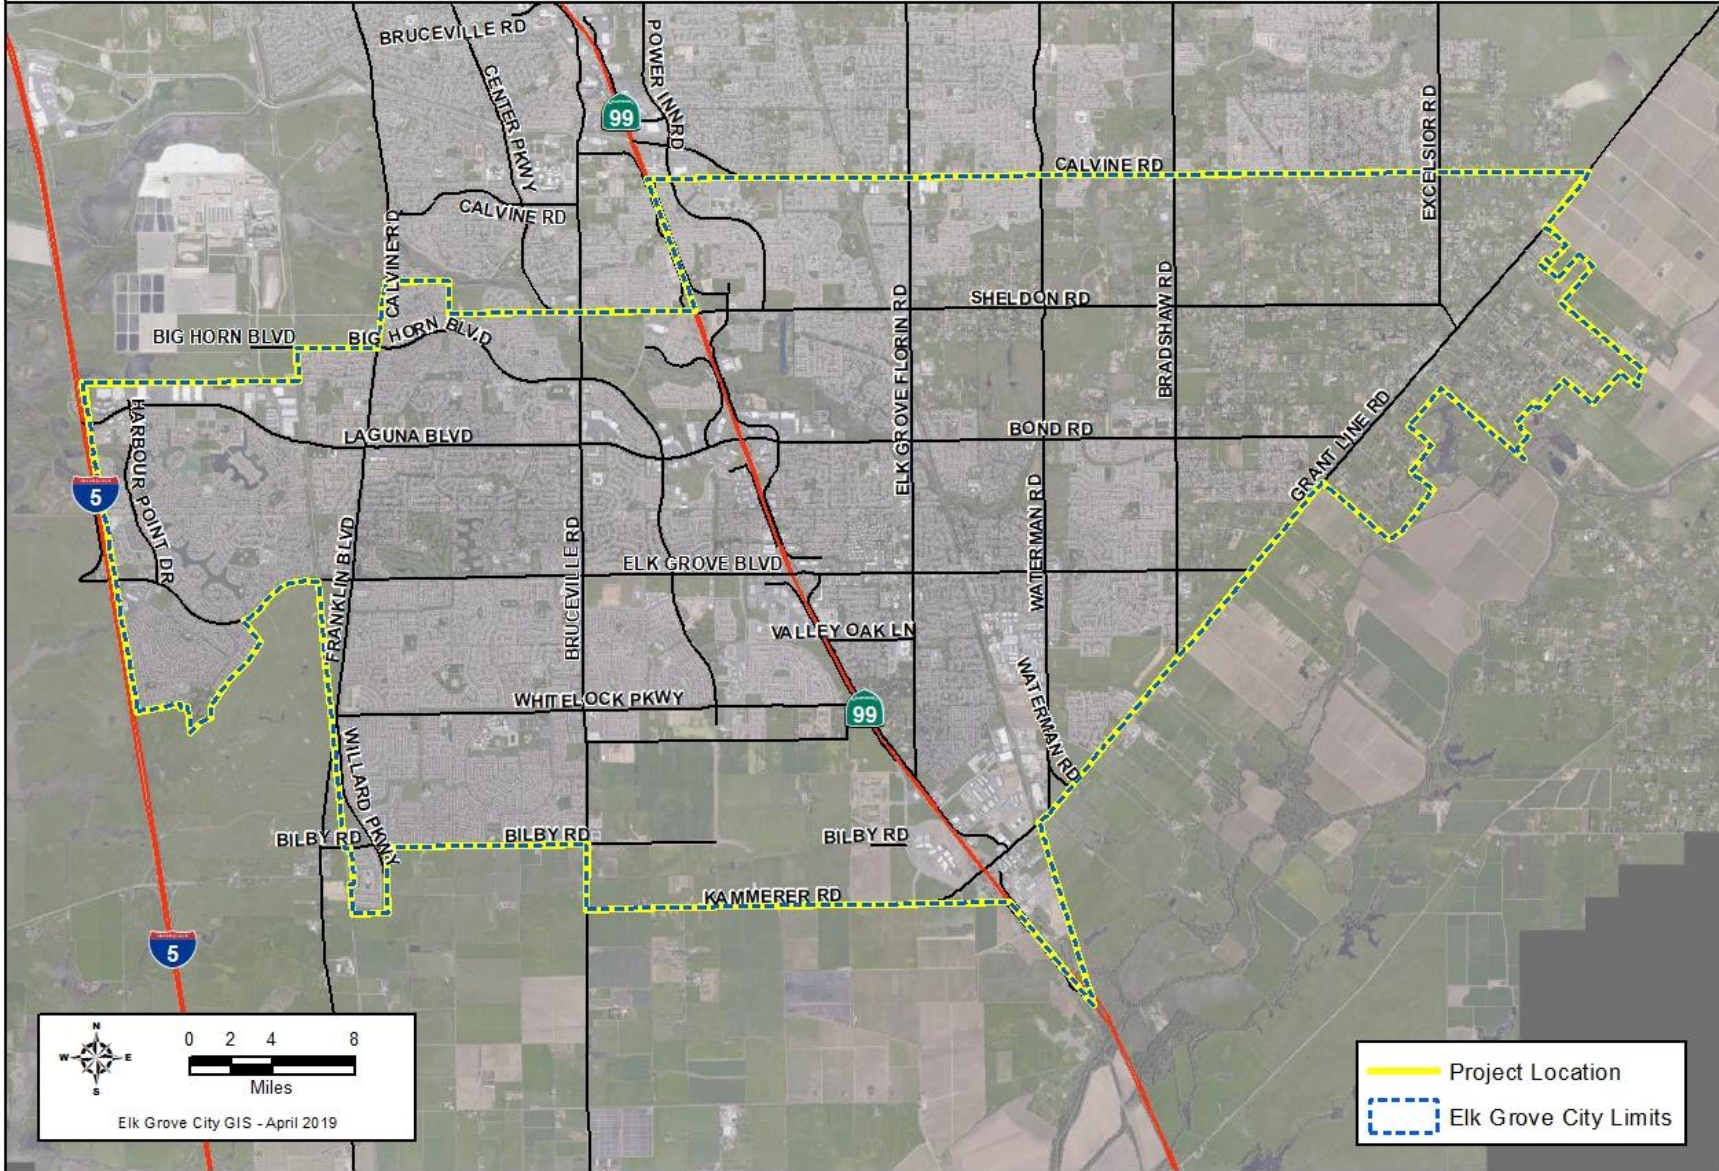 BRUCEVILLE RD
POWER INN RD
CENTER PKWY
99
EXCELSIOR RD
CALVINE RD
CALVINE RD
CALVINE RD
SHELDON RD
BIG HORN BLVD
BIG HORN BLVD
ELK GROVE FLORIN RD
BRADSHAW RD
HARBOUR POINT DR
LAGUNA BLVD
BOND RD
GRANT LINE RD
INTERSTATE
5
FRANKLIN BLVD
BRUCEVILLE RD
ELK GROVE BLVD
WATERMAN RD
VALLEY OAK LN
WHITELOCK PKWY
99
WATERMAN RD
WILLARD PKWY
BILBY RD
BILBY RD
BILBY RD
KAMMERER RD
INTERSTATE
5
N
W E
S
0 2 4 8
Miles
Elk Grove City GIS - April 2019
Project Location
Elk Grove City Limits